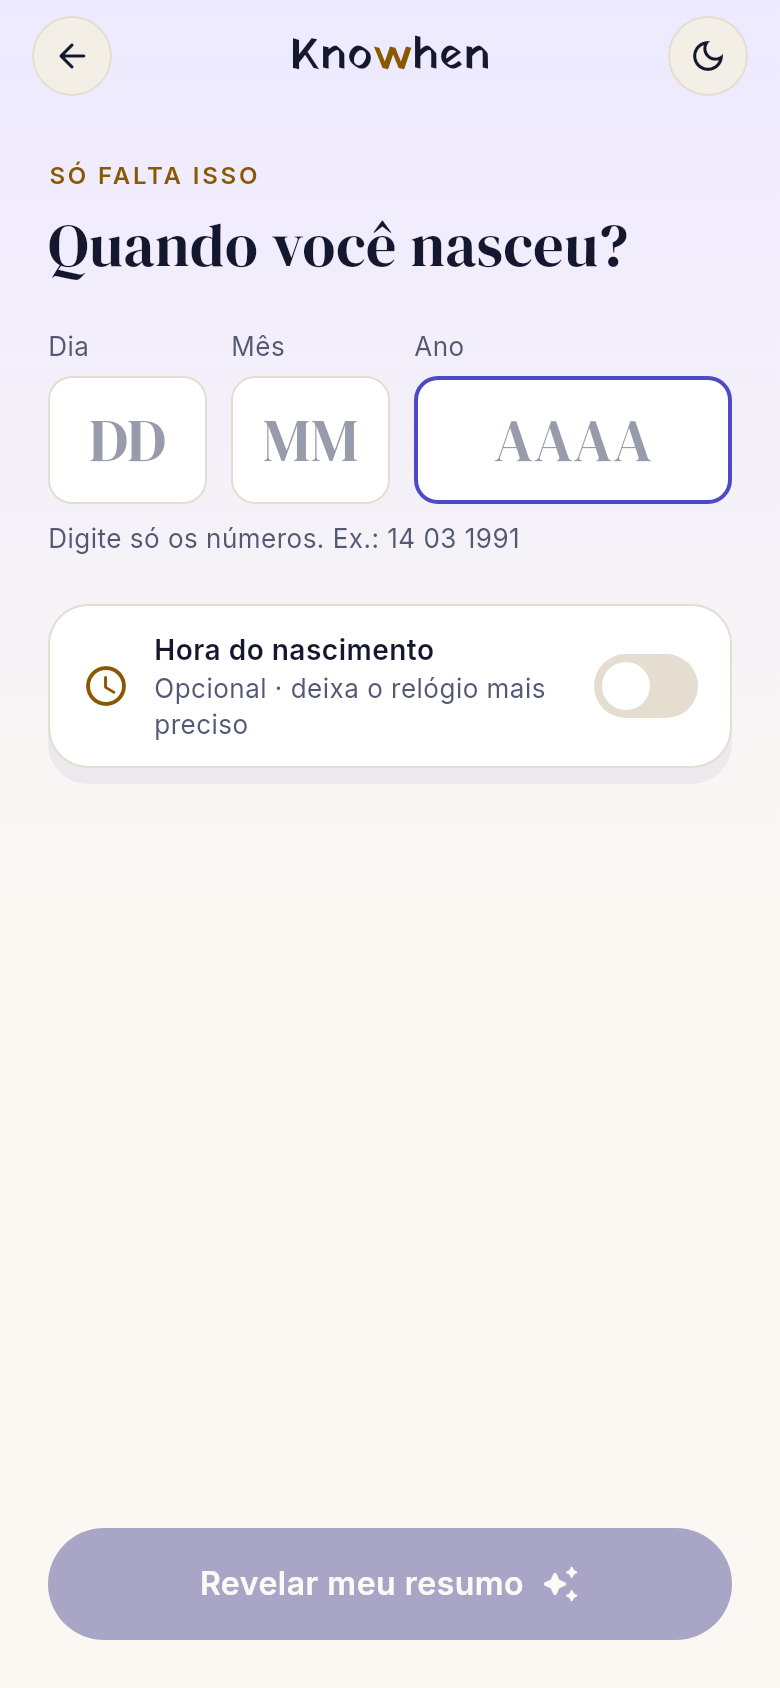 Knowhen
SÓ FALTA ISSO
Quando você nasceu?
Dia Mês Ano
DD MM AAAA
Digite só os números. Ex.: 14 03 1991
Hora do nascimento
Opcional · deixa o relógio mais
preciso
Revelar meu resumo